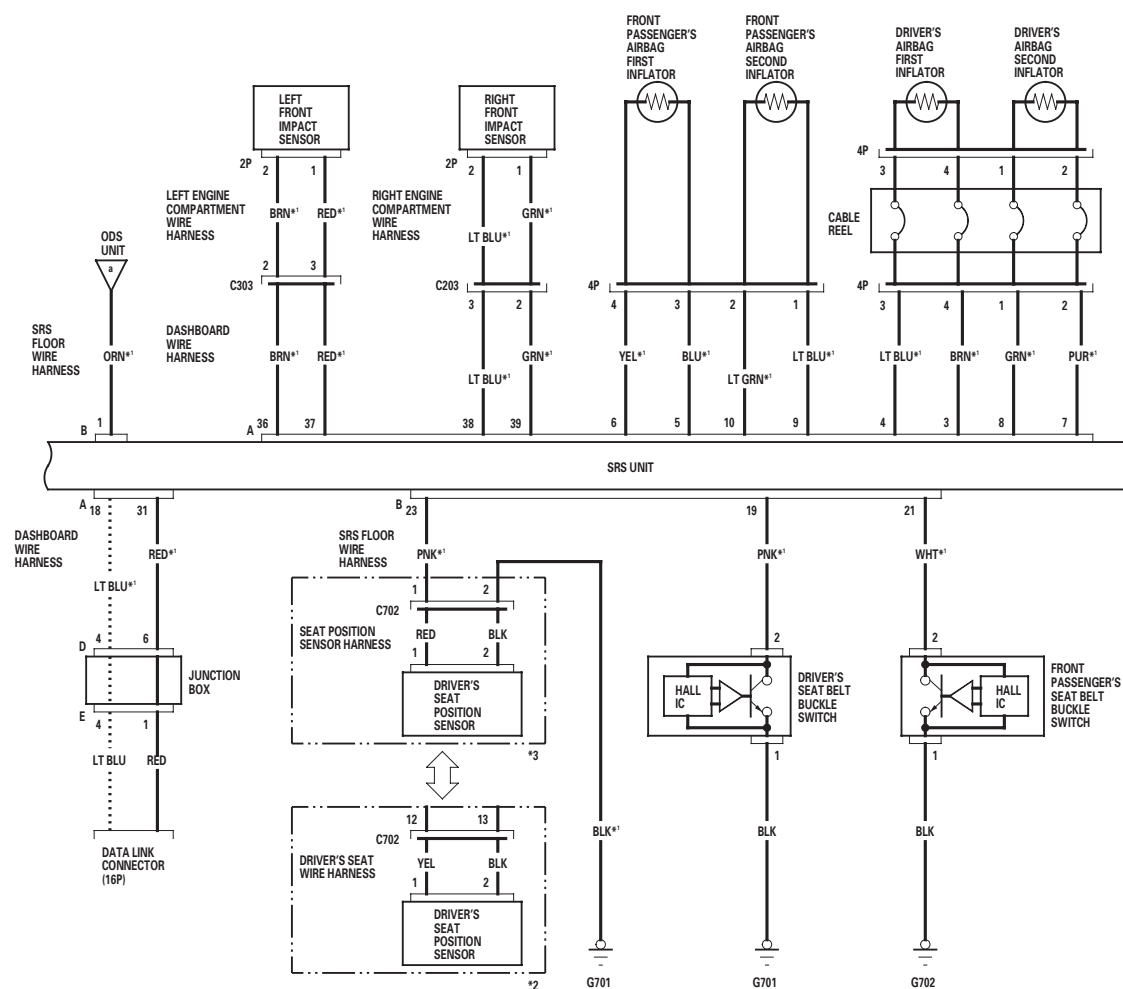 FRONT
PASSENGER'S
AIRBAG
FIRST
INFLATOR
FRONT
PASSENGER'S
AIRBAG
SECOND
INFLATOR
DRIVER'S
AIRBAG
FIRST
INFLATOR
DRIVER'S
AIRBAG
SECOND
INFLATOR
LEFT
FRONT
IMPACT
SENSOR
RIGHT
FRONT
IMPACT
SENSOR
2P
2 1
2P
2 1
4P
3 4 1 2
LEFT ENGINE
COMPARTMENT
WIRE
HARNESS
BRN*1 RED*1
RIGHT ENGINE
COMPARTMENT
WIRE
HARNESS
GRN*1
LT BLU*1
CABLE
REEL
ODS
UNIT
a
2 3
C303
C203
3 2
4P
4 3 2 1
4P
3 4 1 2
SRS
FLOOR
WIRE
HARNESS
ORN*1
DASHBOARD
WIRE
HARNESS
BRN*1 RED*1
GRN*1
LT BLU*1
YEL*1 BLU*1
LT GRN*1
LT BLU*1
LT BLU*1 BRN*1 GRN*1 PUR*1
B 1
A 36 37 38 39 6 5 10 9 4 3 8 7
SRS UNIT
A 18 31
B 23 19 21
DASHBOARD
WIRE
HARNESS
RED*1
LT BLU*1
SRS FLOOR
WIRE
HARNESS
PNK*1
PNK*1
WHT*1
1 2
C702
SEAT POSITION
SENSOR HARNESS
RED BLK
1 2
DRIVER'S
SEAT
POSITION
SENSOR
*3
D 4 6
JUNCTION
BOX
E 4 1
LT BLU RED
DATA LINK
CONNECTOR
(16P)
2
HALL
IC
DRIVER'S
SEAT BELT
BUCKLE
SWITCH
1
2
HALL
IC
FRONT
PASSENGER'S
SEAT BELT
BUCKLE
SWITCH
1
12 13
C702
DRIVER'S SEAT
WIRE HARNESS
YEL BLK
1 2
DRIVER'S
SEAT
POSITION
SENSOR
*2
BLK*1
BLK
BLK
G701
G701
G702